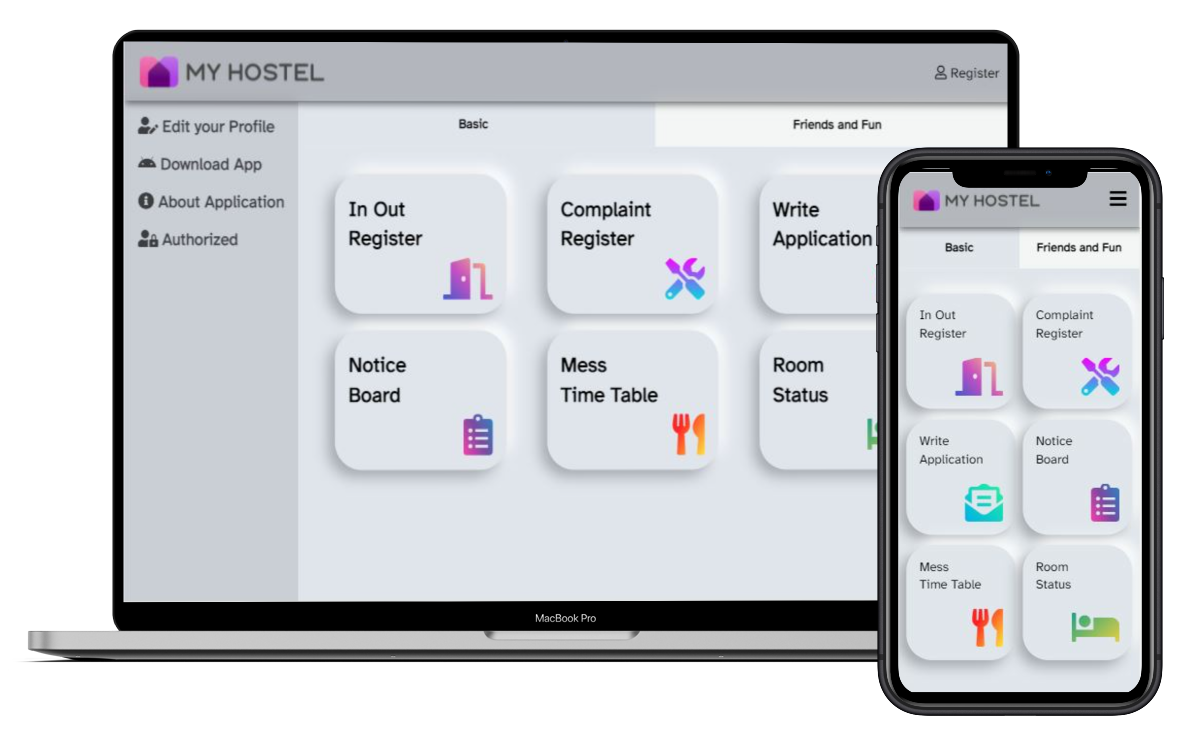 MY HOSTEL
Register
Edit your Profile
Download App
About Application
Authorized
Basic
Friends and Fun
In Out
Register
Complaint
Register
Write
Application
Notice
Board
Mess
Time Table
Room
Status
MacBook Pro
MY HOSTEL
Basic
Friends and Fun
In Out
Register
Complaint
Register
Write
Application
Notice
Board
Mess
Time Table
Room
Status